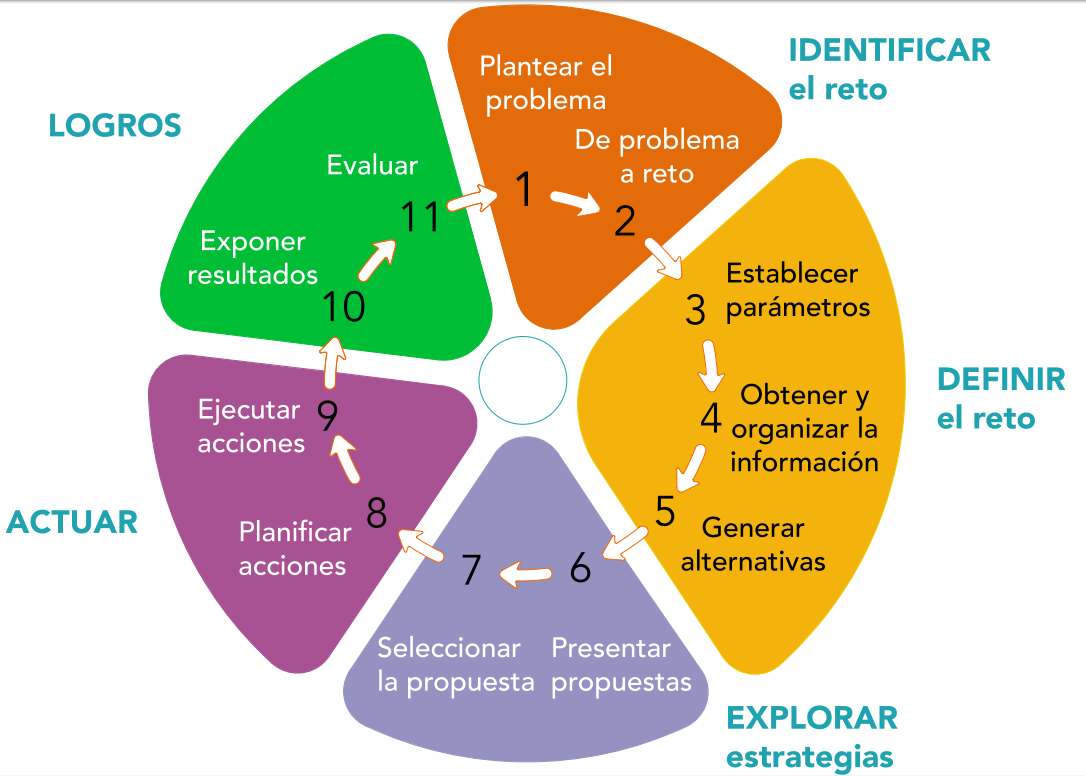 IDENTIFICAR
el reto
Plantear el
problema
1
De problema
a reto
2
DEFINIR
el reto
Establecer
parámetros
3
Obtener y
organizar la
información
4
Generar
alternativas
5
EXPLORAR
estrategias
Presentar
propuestas
6
Seleccionar
la propuesta
7
ACTUAR
Planificar
acciones
8
Ejecutar
acciones
9
LOGROS
Exponer
resultados
10
Evaluar
11